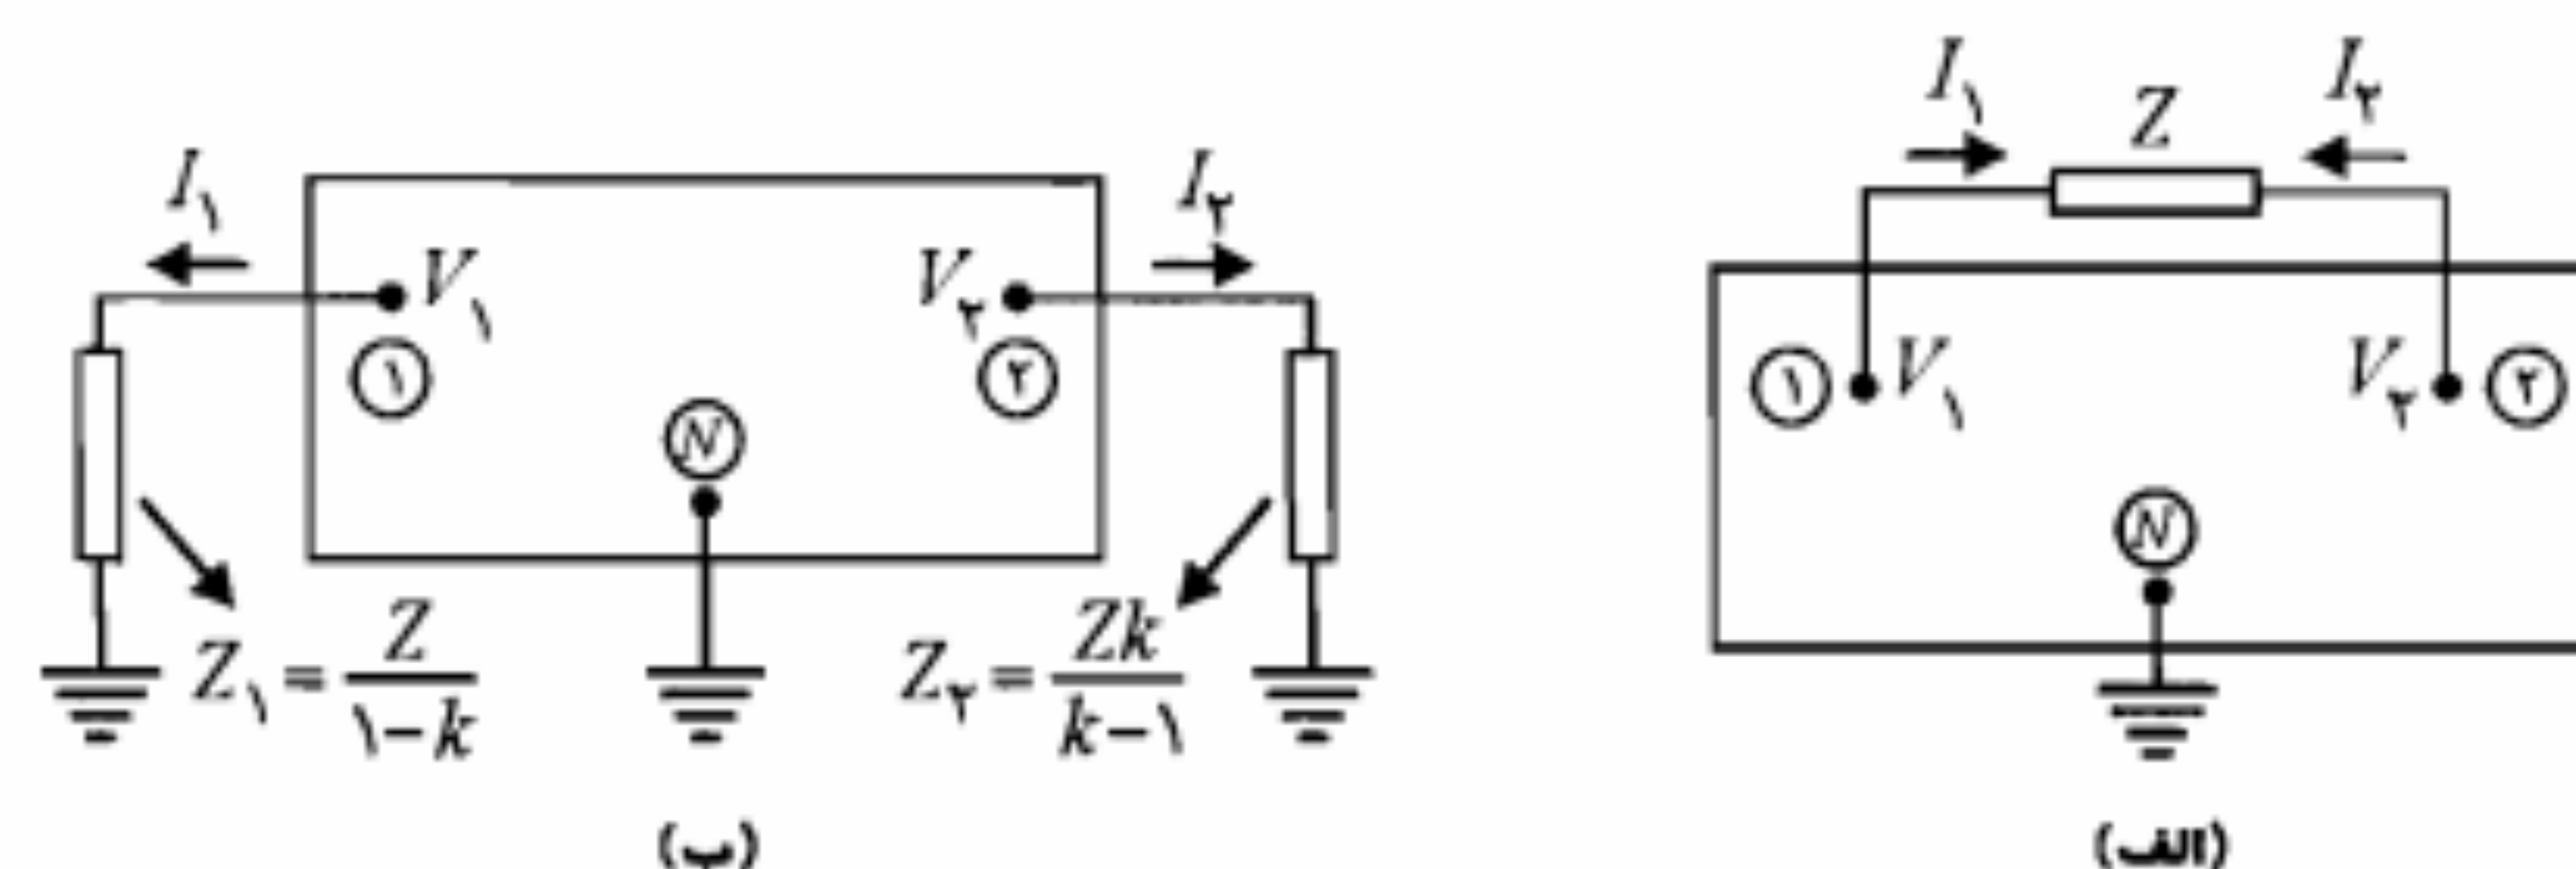 I۱ Z I۲
۱ V۱ V۲ ۲
N
(الف)
I۱ I۲
V۱ V۲
۱ ۲
N
Z۱ = Z/(۱-k) Z۲ = Zk/(k-۱)
(ب)